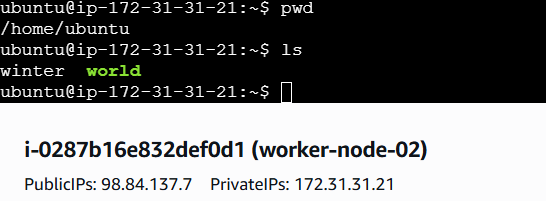 ubuntu@ip-172-31-31-21:~$ pwd
/home/ubuntu
ubuntu@ip-172-31-31-21:~$ ls
winter  world
ubuntu@ip-172-31-31-21:~$
i-0287b16e832def0d1 (worker-node-02)
PublicIPs: 98.84.137.7    PrivateIPs: 172.31.31.21